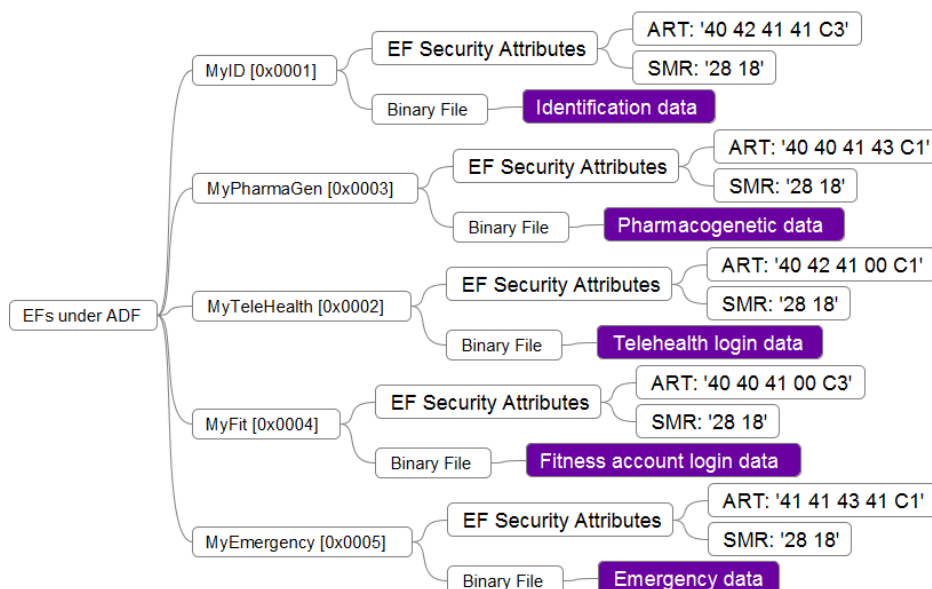 EFs under ADF
MyID [0x0001]
EF Security Attributes
ART: '40 42 41 41 C3'
SMR: '28 18'
Binary File
Identification data
MyPharmaGen [0x0003]
EF Security Attributes
ART: '40 40 41 43 C1'
SMR: '28 18'
Binary File
Pharmacogenetic data
MyTeleHealth [0x0002]
EF Security Attributes
ART: '40 42 41 00 C1'
SMR: '28 18'
Binary File
Telehealth login data
MyFit [0x0004]
EF Security Attributes
ART: '40 40 41 00 C3'
SMR: '28 18'
Binary File
Fitness account login data
MyEmergency [0x0005]
EF Security Attributes
ART: '41 41 43 41 C1'
SMR: '28 18'
Binary File
Emergency data